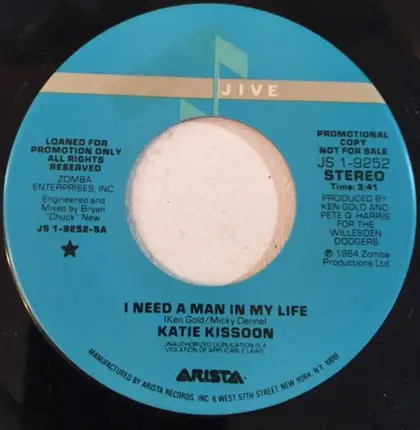 JIVE
LOANED FOR
PROMOTION ONLY
ALL RIGHTS
RESERVED
ZOMBA
ENTERPRISES, INC
Engineered and
Mixed by Bryan
"Chuck" New
JS 1-9252-SA
PROMOTIONAL
COPY
NOT FOR SALE
JS 1-9252
STEREO
Time: 3:41
PRODUCED BY
KEN GOLD AND
PETE Q. HARRIS
FOR THE
WILLESDEN
DODGERS
℗ 1984 Zomba
Productions Ltd.
I NEED A MAN IN MY LIFE
(Ken Gold/Micky Denne)
KATIE KISSOON
UNAUTHORIZED DUPLICATION IS A
VIOLATION OF APPLICABLE LAWS
ARISTA
MANUFACTURED BY ARISTA RECORDS, INC. 6 WEST 57TH STREET, NEW YORK, N.Y. 10019